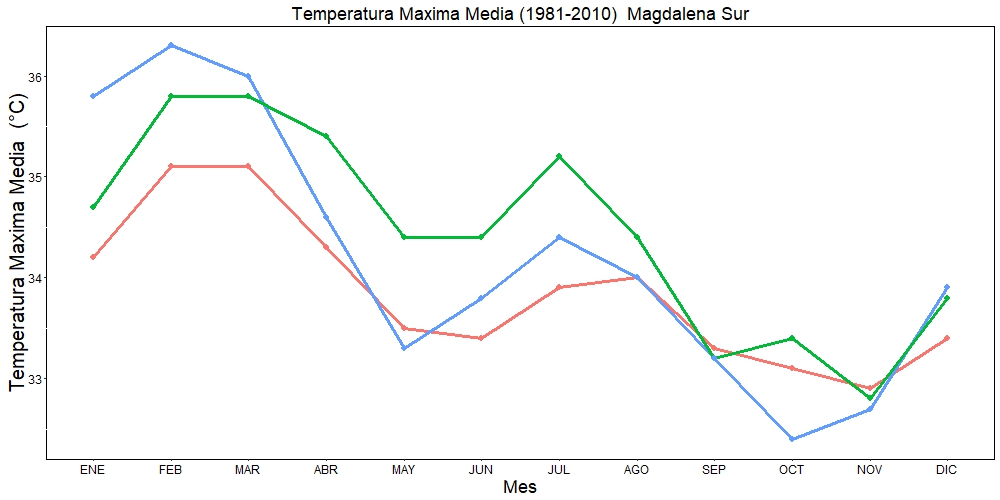 Temperatura Maxima Media (1981-2010)  Magdalena Sur
Temperatura Maxima Media  (°C)
36
35
34
33
ENE FEB MAR ABR MAY JUN JUL AGO SEP OCT NOV DIC
Mes